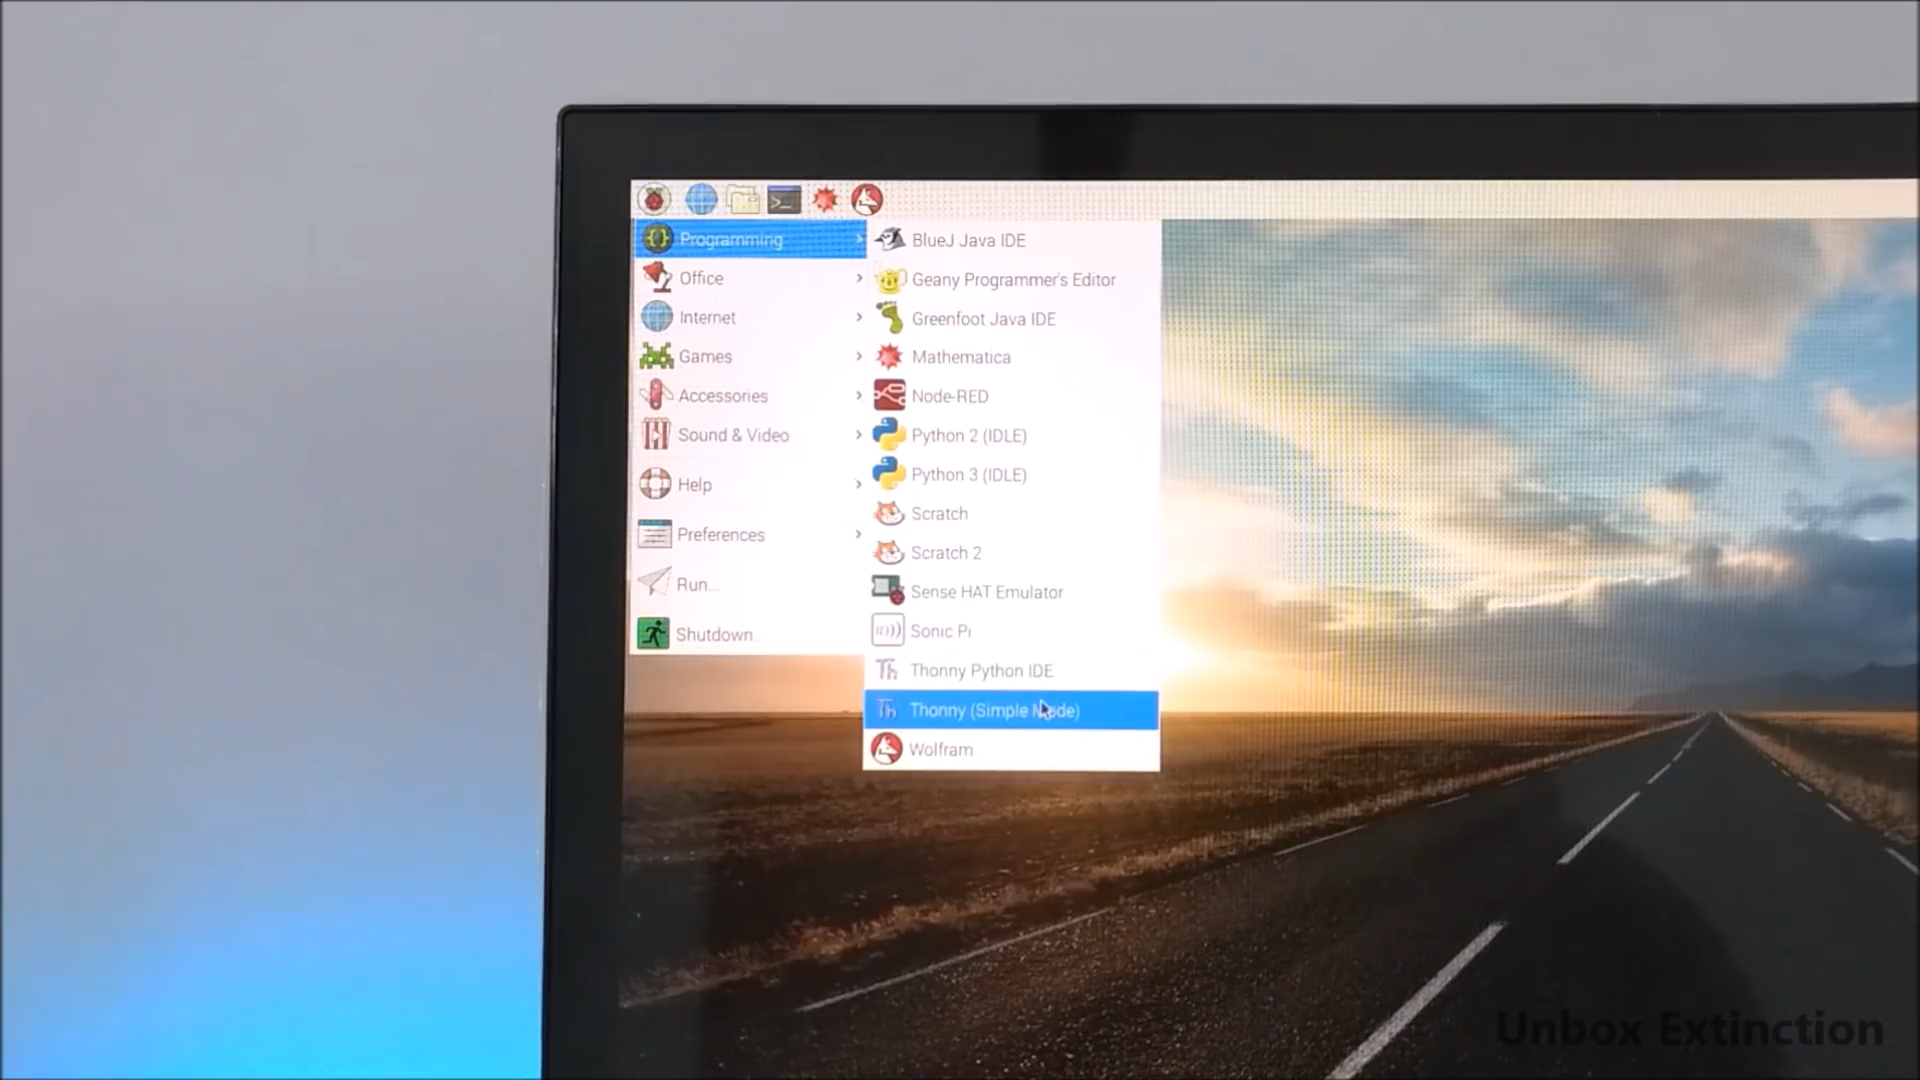 Programming
Office
Internet
Games
Accessories
Sound & Video
Help
Preferences
Run...
Shutdown...
BlueJ Java IDE
Geany Programmer's Editor
Greenfoot Java IDE
Mathematica
Node-RED
Python 2 (IDLE)
Python 3 (IDLE)
Scratch
Scratch 2
Sense HAT Emulator
Sonic Pi
Thonny Python IDE
Thonny (Simple Mode)
Wolfram
Unbox Extinction